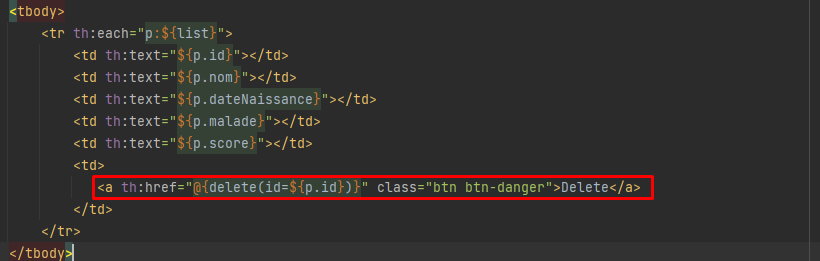 <tbody>
<tr th:each="p:${list}">
<td th:text="${p.id}"></td>
<td th:text="${p.nom}"></td>
<td th:text="${p.dateNaissance}"></td>
<td th:text="${p.malade}"></td>
<td th:text="${p.score}"></td>
<td>
<a th:href="@{delete(id=${p.id})}" class="btn btn-danger">Delete</a>
</td>
</tr>
</tbody>